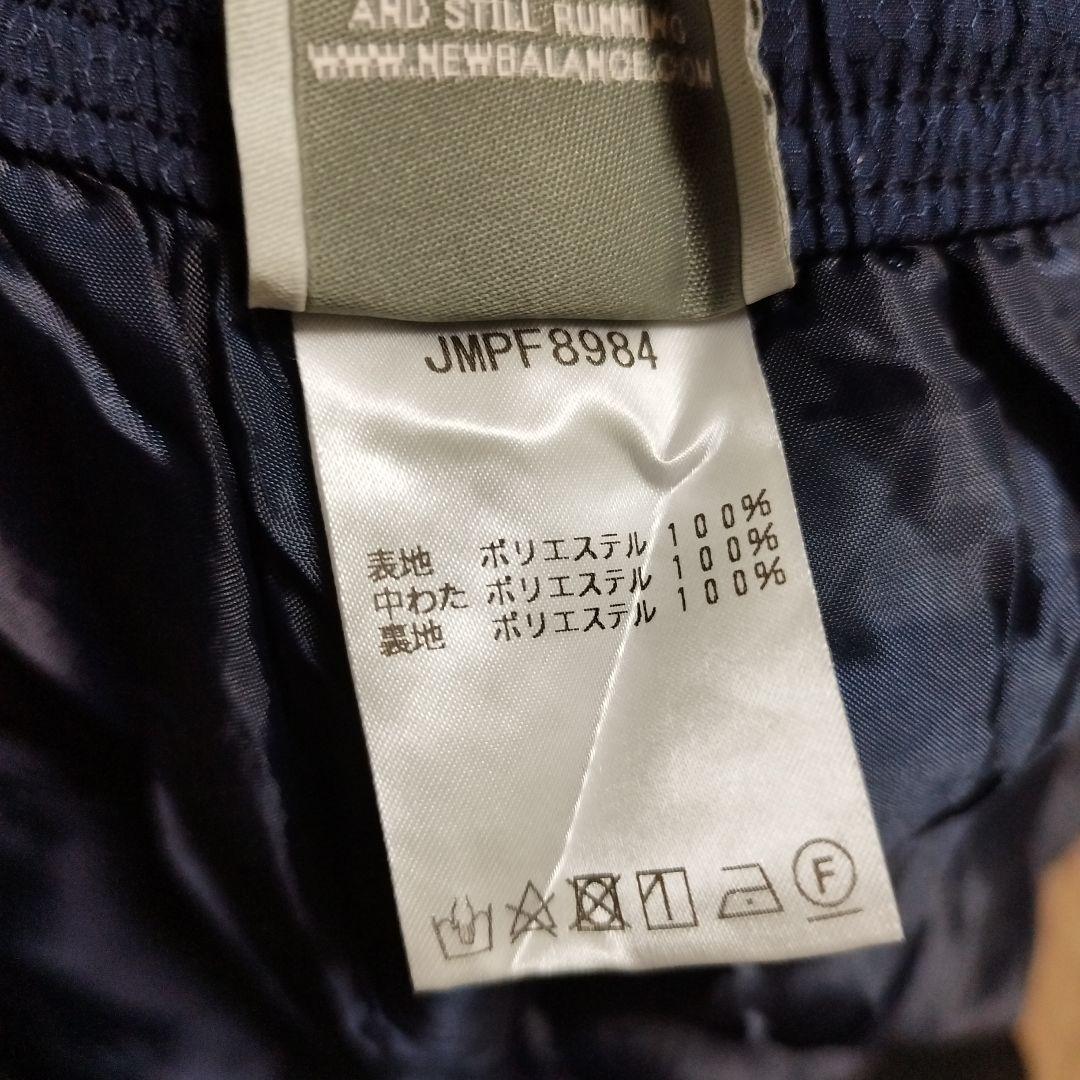 AND STILL RUNNING
WWW.NEWBALANCE.COM
JMPF8984
表地 ポリエステル 100%
中わた ポリエステル 100%
裏地 ポリエステル 100%
F